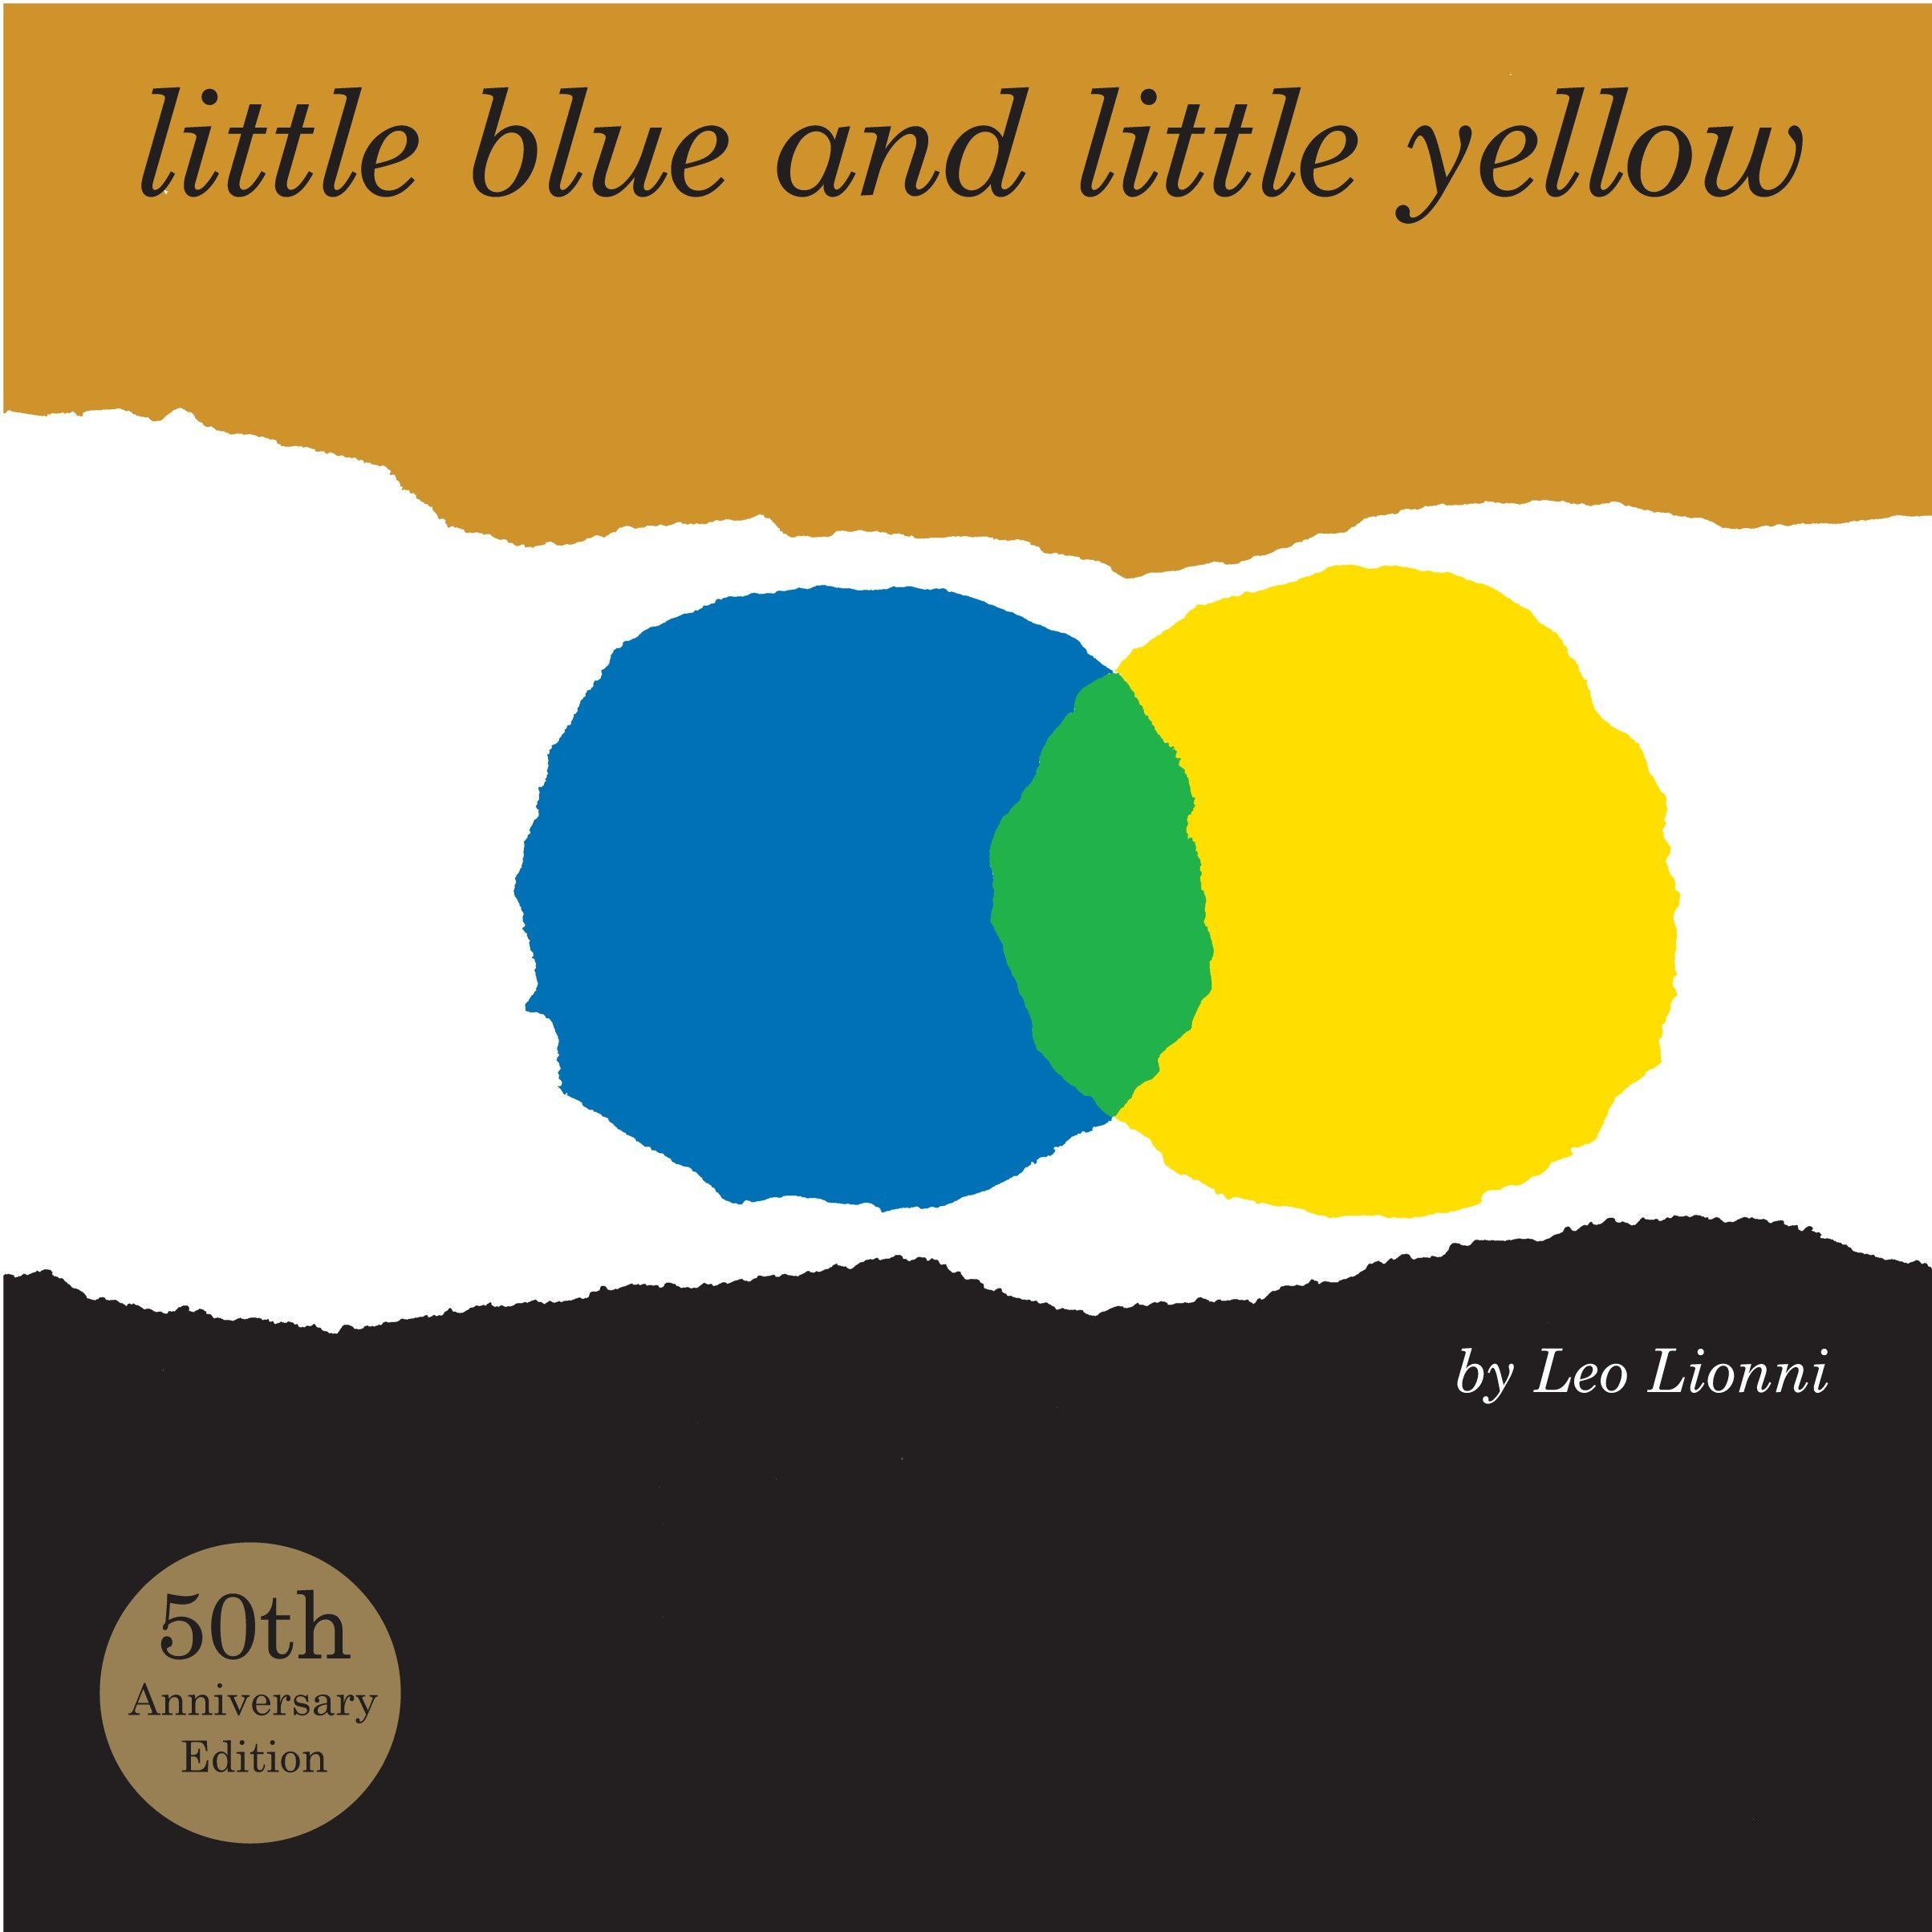 little blue and little yellow
by Leo Lionni
50th
Anniversary
Edition